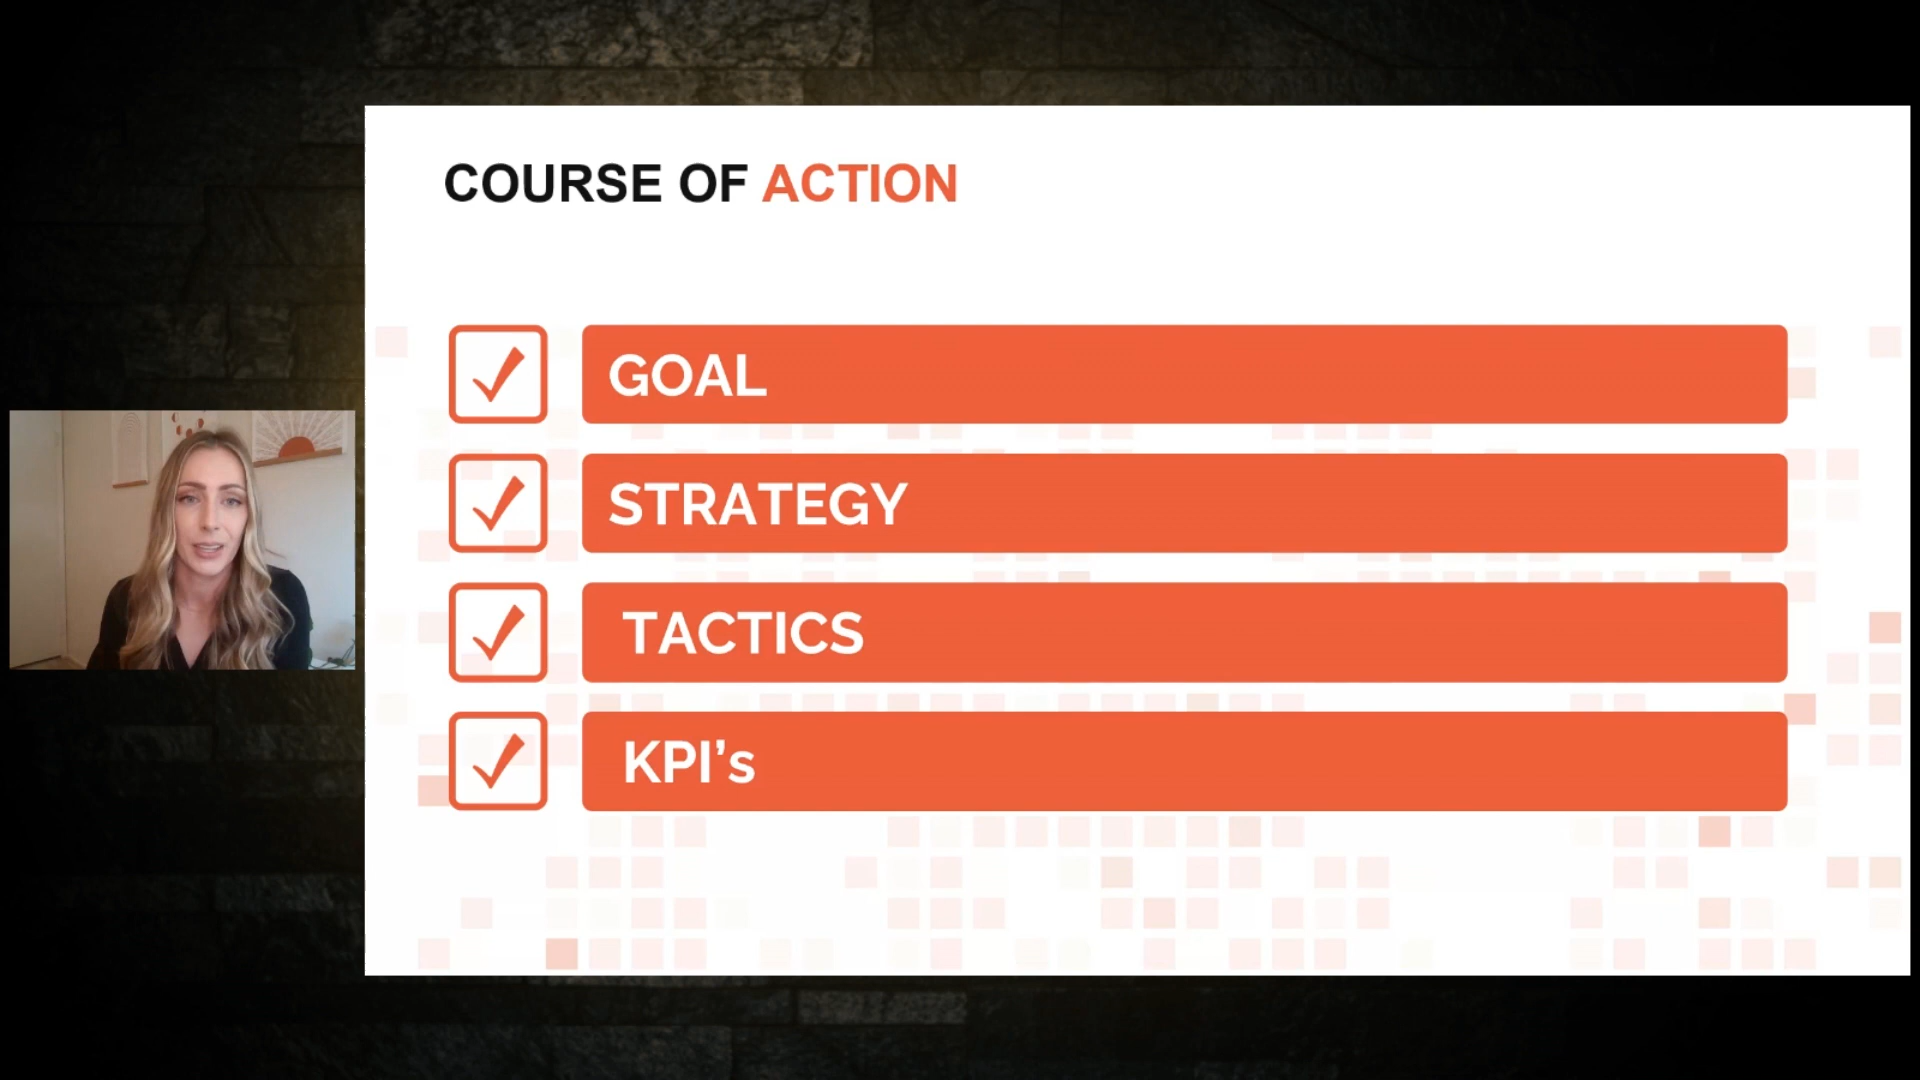 COURSE OF ACTION
GOAL
STRATEGY
TACTICS
KPI’s